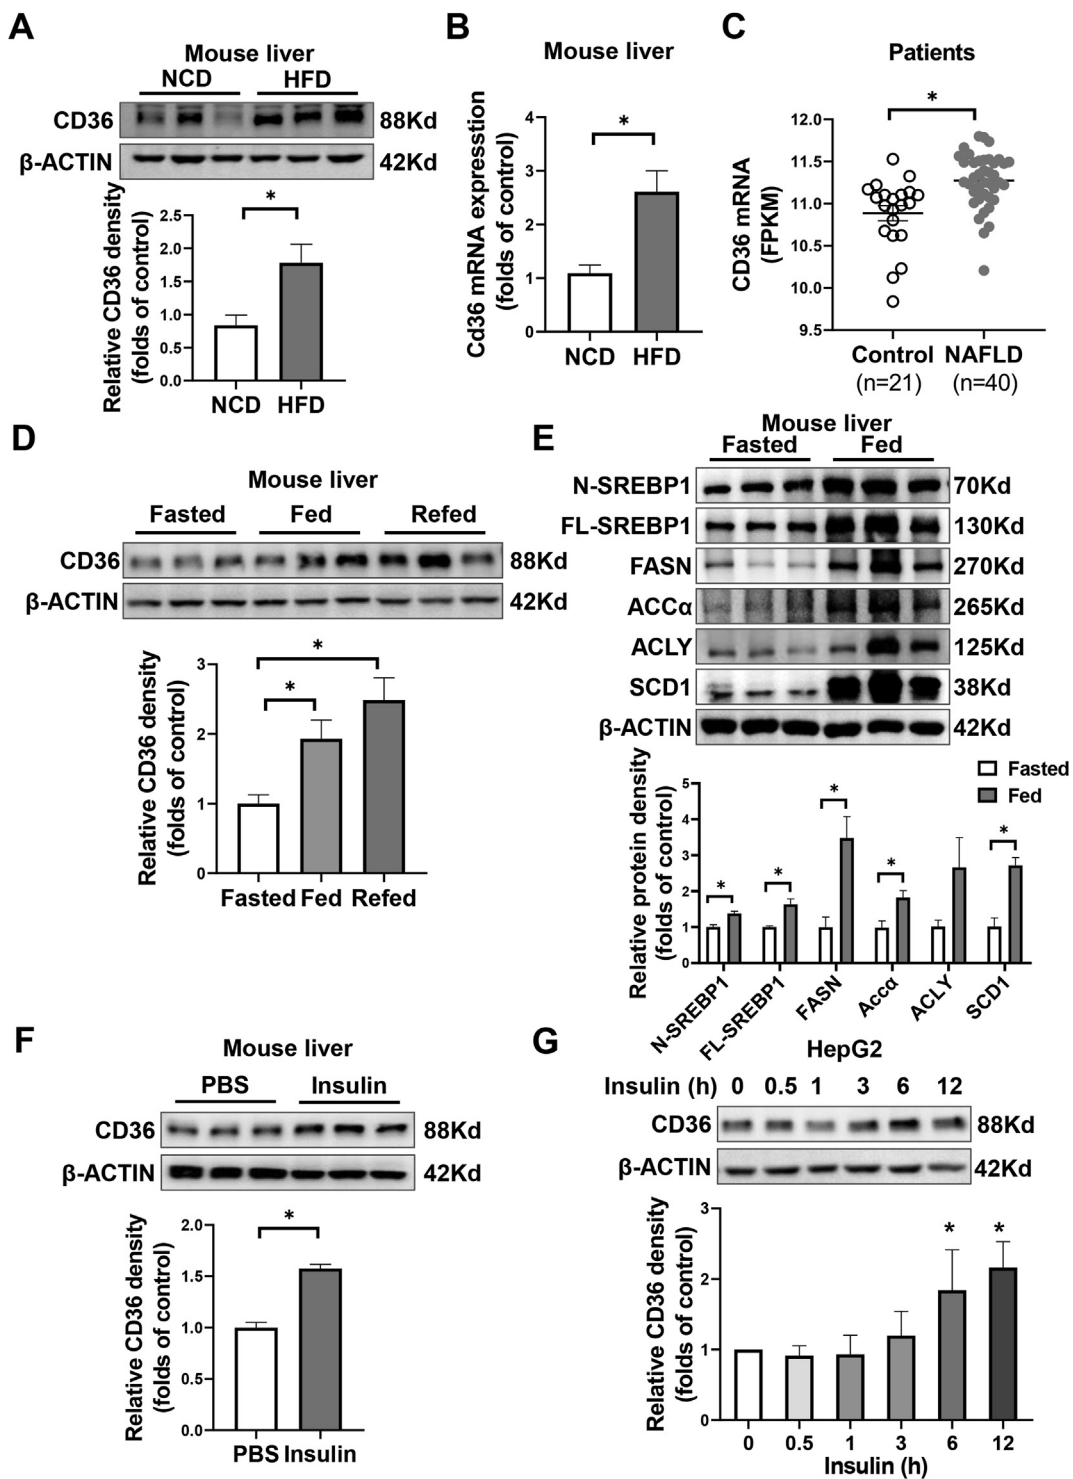 A
Mouse liver
NCD HFD
CD36 88Kd
β-ACTIN 42Kd
Relative CD36 density
(folds of control)
2.5
2.0
1.5
1.0
0.5
0.0
*
NCD HFD
B
Mouse liver
Cd36 mRNA expresstion
(folds of control)
4
3
2
1
0
*
NCD HFD
C
Patients
CD36 mRNA
(FPKM)
12.0
11.5
11.0
10.5
10.0
9.5
*
Control NAFLD
(n=21) (n=40)
D
Mouse liver
Fasted Fed Refed
CD36 88Kd
β-ACTIN 42Kd
Relative CD36 density
(folds of control)
3
2
1
0
*
*
Fasted Fed Refed
E
Mouse liver
Fasted Fed
N-SREBP1 70Kd
FL-SREBP1 130Kd
FASN 270Kd
ACCα 265Kd
ACLY 125Kd
SCD1 38Kd
β-ACTIN 42Kd
Fasted
Fed
Relative protein density
(folds of control)
5
4
3
2
1
0
* * * * *
N-SREBP1 FL-SREBP1 FASN Accα ACLY SCD1
F
Mouse liver
PBS Insulin
CD36 88Kd
β-ACTIN 42Kd
Relative CD36 density
(folds of control)
2.0
1.5
1.0
0.5
0.0
*
PBS Insulin
G
HepG2
Insulin (h) 0 0.5 1 3 6 12
CD36 88Kd
β-ACTIN 42Kd
Relative CD36 density
(folds of control)
3
2
1
0
* *
0 0.5 1 3 6 12
Insulin (h)